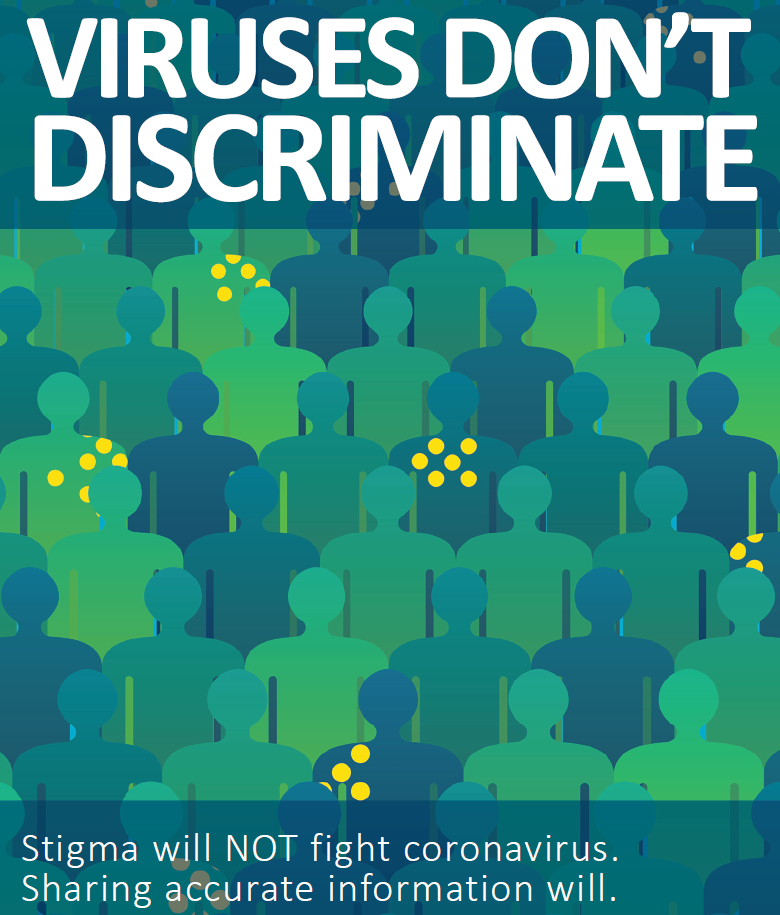 VIRUSES DON'T
DISCRIMINATE
Stigma will NOT fight coronavirus.
Sharing accurate information will.